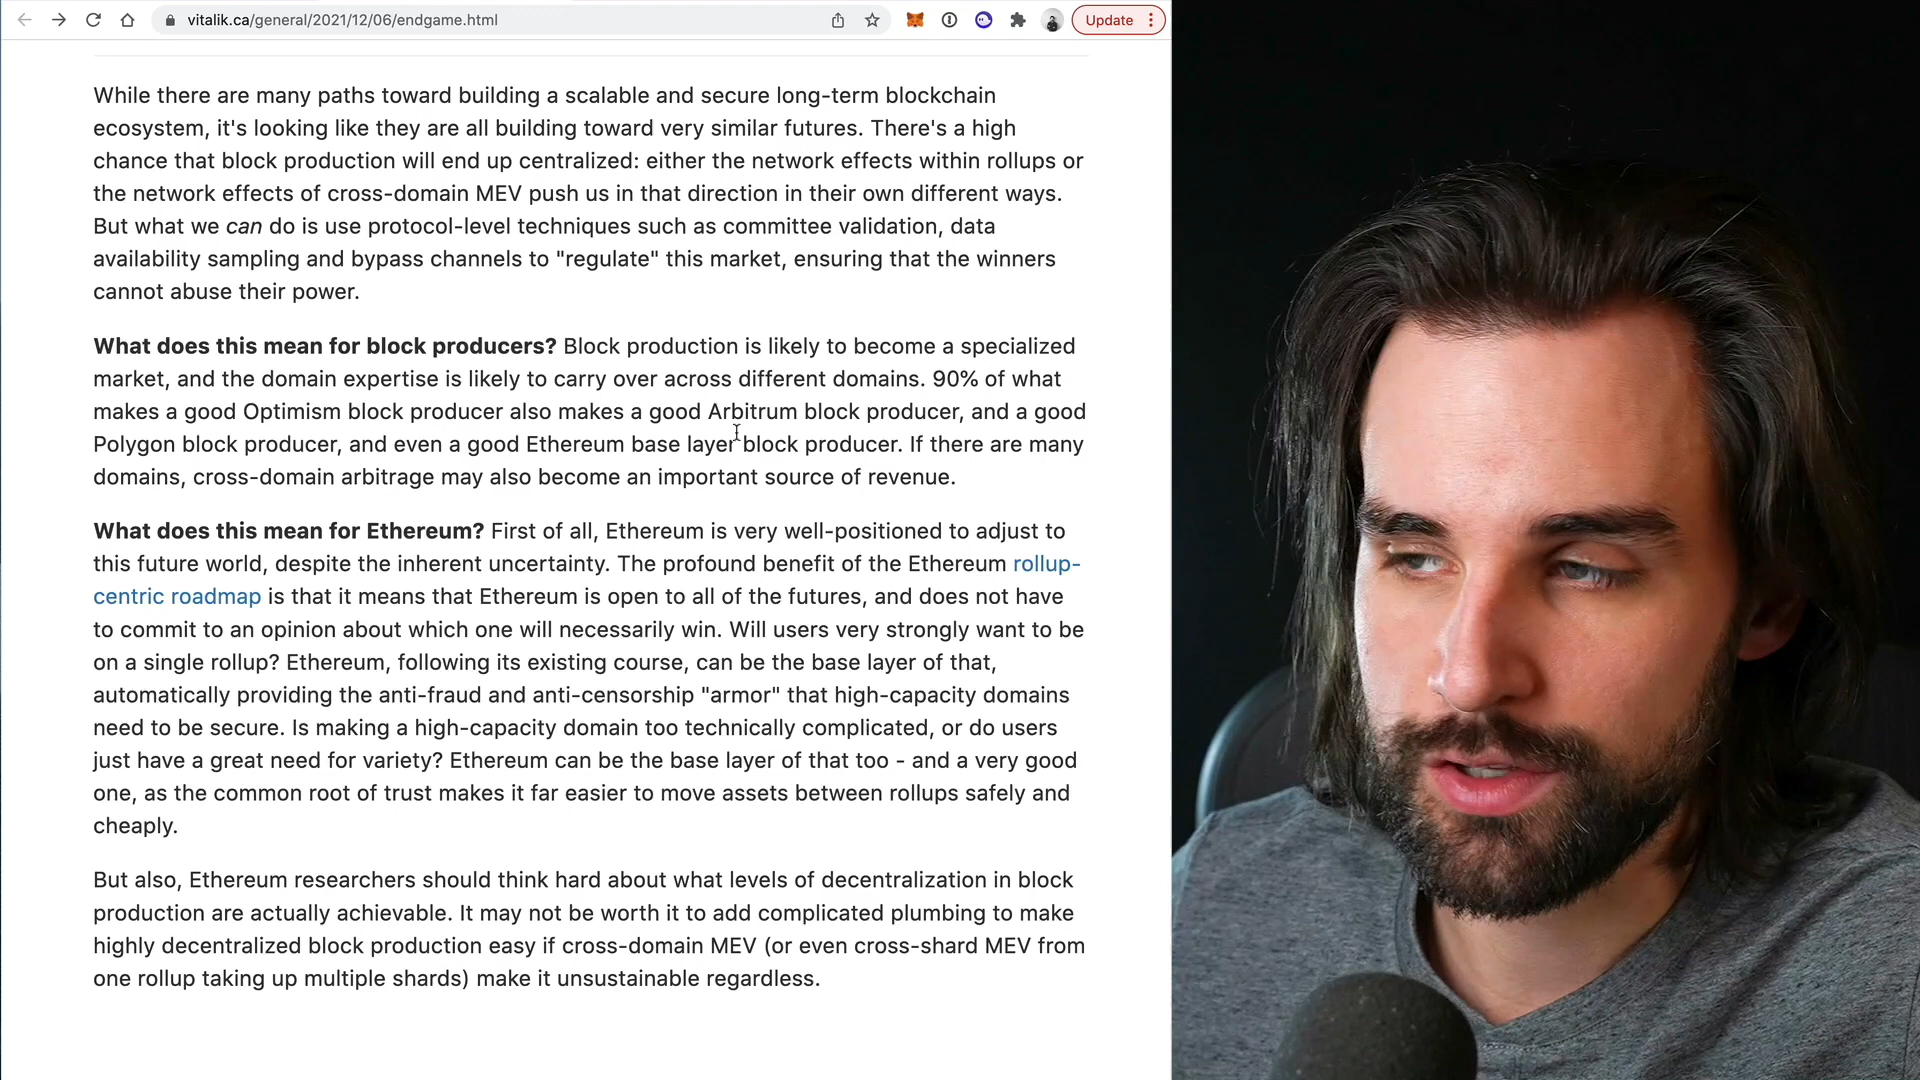 vitalik.ca/general/2021/12/06/endgame.html
Update
While there are many paths toward building a scalable and secure long-term blockchain
ecosystem, it's looking like they are all building toward very similar futures. There's a high
chance that block production will end up centralized: either the network effects within rollups or
the network effects of cross-domain MEV push us in that direction in their own different ways.
But what we can do is use protocol-level techniques such as committee validation, data
availability sampling and bypass channels to "regulate" this market, ensuring that the winners
cannot abuse their power.
What does this mean for block producers? Block production is likely to become a specialized
market, and the domain expertise is likely to carry over across different domains. 90% of what
makes a good Optimism block producer also makes a good Arbitrum block producer, and a good
Polygon block producer, and even a good Ethereum base layer block producer. If there are many
domains, cross-domain arbitrage may also become an important source of revenue.
What does this mean for Ethereum? First of all, Ethereum is very well-positioned to adjust to
this future world, despite the inherent uncertainty. The profound benefit of the Ethereum rollup-
centric roadmap is that it means that Ethereum is open to all of the futures, and does not have
to commit to an opinion about which one will necessarily win. Will users very strongly want to be
on a single rollup? Ethereum, following its existing course, can be the base layer of that,
automatically providing the anti-fraud and anti-censorship "armor" that high-capacity domains
need to be secure. Is making a high-capacity domain too technically complicated, or do users
just have a great need for variety? Ethereum can be the base layer of that too - and a very good
one, as the common root of trust makes it far easier to move assets between rollups safely and
cheaply.
But also, Ethereum researchers should think hard about what levels of decentralization in block
production are actually achievable. It may not be worth it to add complicated plumbing to make
highly decentralized block production easy if cross-domain MEV (or even cross-shard MEV from
one rollup taking up multiple shards) make it unsustainable regardless.